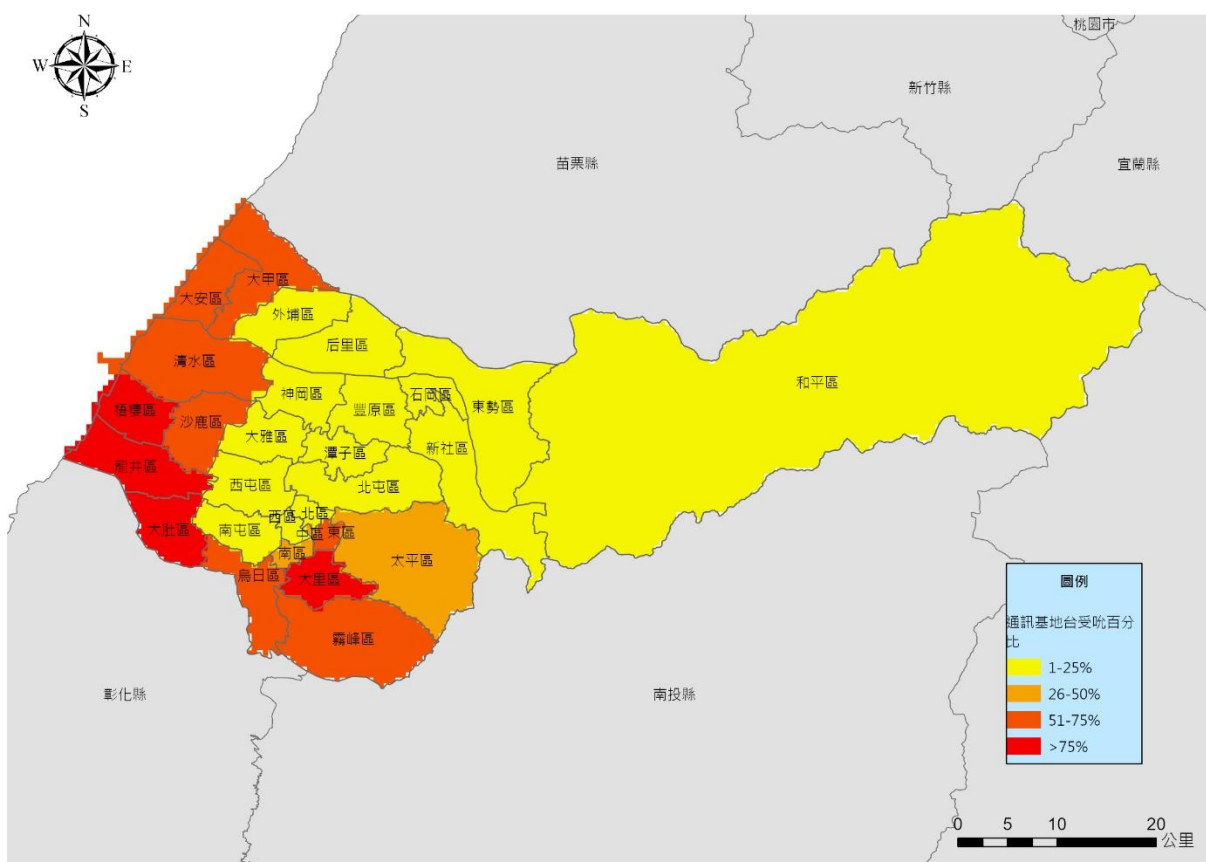 N
W
E
S
桃園市
新竹縣
苗栗縣
宜蘭縣
大甲區
大安區
外埔區
后里區
清水區
和平區
神岡區
石岡區
東勢區
梧棲區
豐原區
沙鹿區
大雅區
新社區
潭子區
龍井區
西屯區
北屯區
北區
西區
大肚區
南屯區
東區
南區
太平區
烏日區
大里區
霧峰區
彰化縣
南投縣
圖例
通訊基地台受吮百分
比
1-25%
26-50%
51-75%
>75%
0 5 10 20
公里